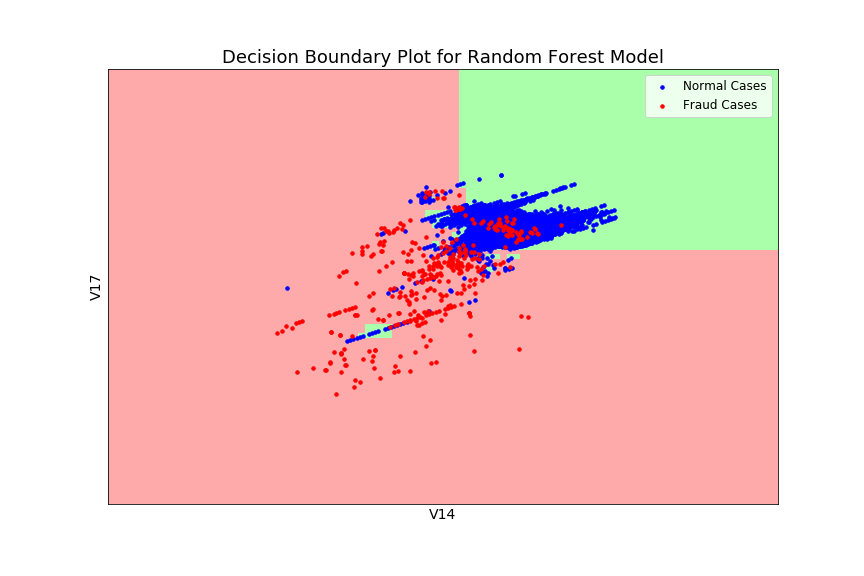 Decision Boundary Plot for Random Forest Model
Normal Cases
Fraud Cases
V17
V14